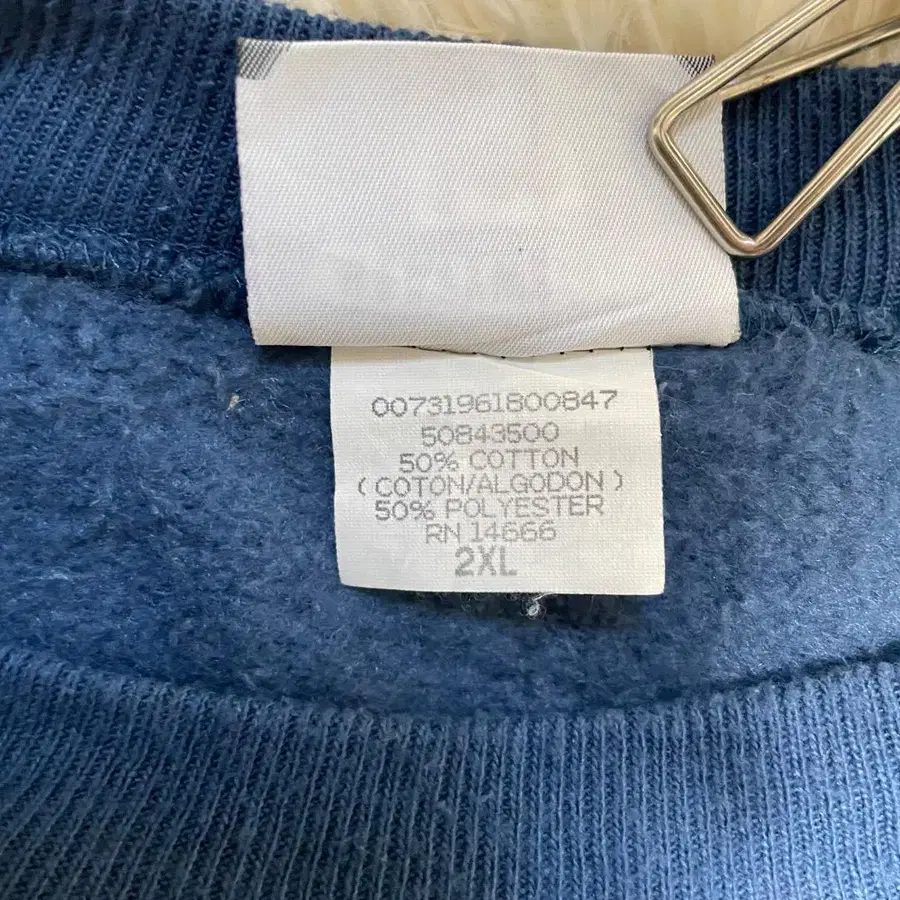 00731961800847
50843500
50% COTTON
(COTON/ALGODON)
50% POLYESTER
RN 14666
2XL